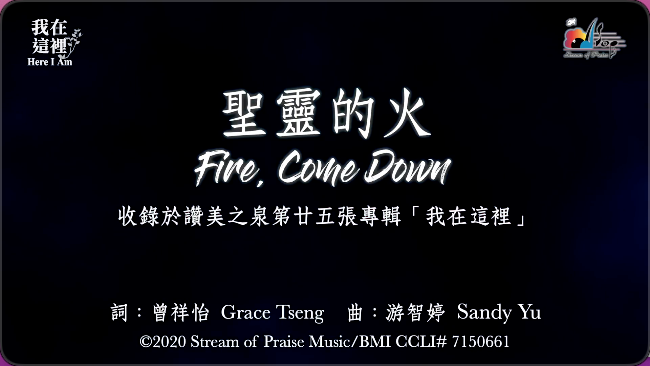 我在
這裡
Here I Am
Stream of Praise
聖靈的火
Fire, Come Down
收錄於讚美之泉第廿五張專輯「我在這裡」
詞：曾祥怡 Grace Tseng 曲：游智婷 Sandy Yu
©2020 Stream of Praise Music/BMI CCLI# 7150661